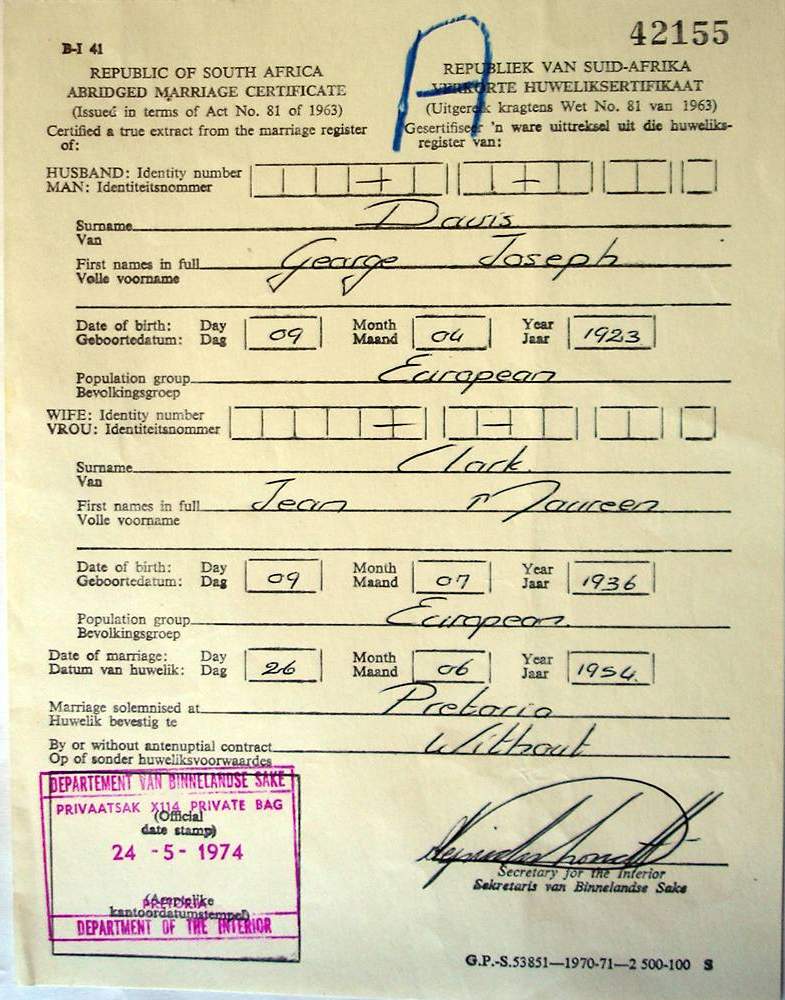 42155
B-I 41
REPUBLIC OF SOUTH AFRICA
ABRIDGED MARRIAGE CERTIFICATE
(Issued in terms of Act No. 81 of 1963)
Certified a true extract from the marriage register
of:
A
REPUBLIEK VAN SUID-AFRIKA
VERKORTE HUWELIKSERTIFIKAAT
(Uitgereik kragtens Wet No. 81 van 1963)
Gesertifiseer 'n ware uittreksel uit die huweliks-
register van:
HUSBAND: Identity number
MAN: Identiteitsnommer
Surname Davis
Van
First names in full George Joseph
Volle voorname
Date of birth: Day 09 Month 04 Year 1923
Geboortedatum: Dag Maand Jaar
Population group European
Bevolkingsgroep
WIFE: Identity number
VROU: Identiteitsnommer
Surname Clark.
Van
First names in full Jean Maureen
Volle voorname
Date of birth: Day 09 Month 07 Year 1936
Geboortedatum: Dag Maand Jaar
Population group European.
Bevolkingsgroep
Date of marriage: Day 26 Month 06 Year 1954.
Datum van huwelik: Dag Maand Jaar
Marriage solemnised at Pretoria
Huwelik bevestig te
By or without antenuptial contract Without
Op of sonder huweliksvoorwaardes
DEPARTEMENT VAN BINNELANDSE SAKE
PRIVAATSAK X114 PRIVATE BAG
(Official
date stamp)
24 -5- 1974
PRETORIA
(Amptelike
kantoordatumstempel)
DEPARTMENT OF THE INTERIOR
Secretary for the Interior
Sekretaris van Binnelandse Sake
G.P.-S.53851—1970-71—2 500-100 S